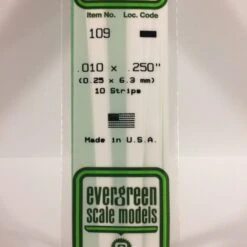 Item No. Loc. Code
109
.010 x .250"
(0.25 x 6.3 mm)
10 Strips
Made in U.S.A.
evergreen
scale models